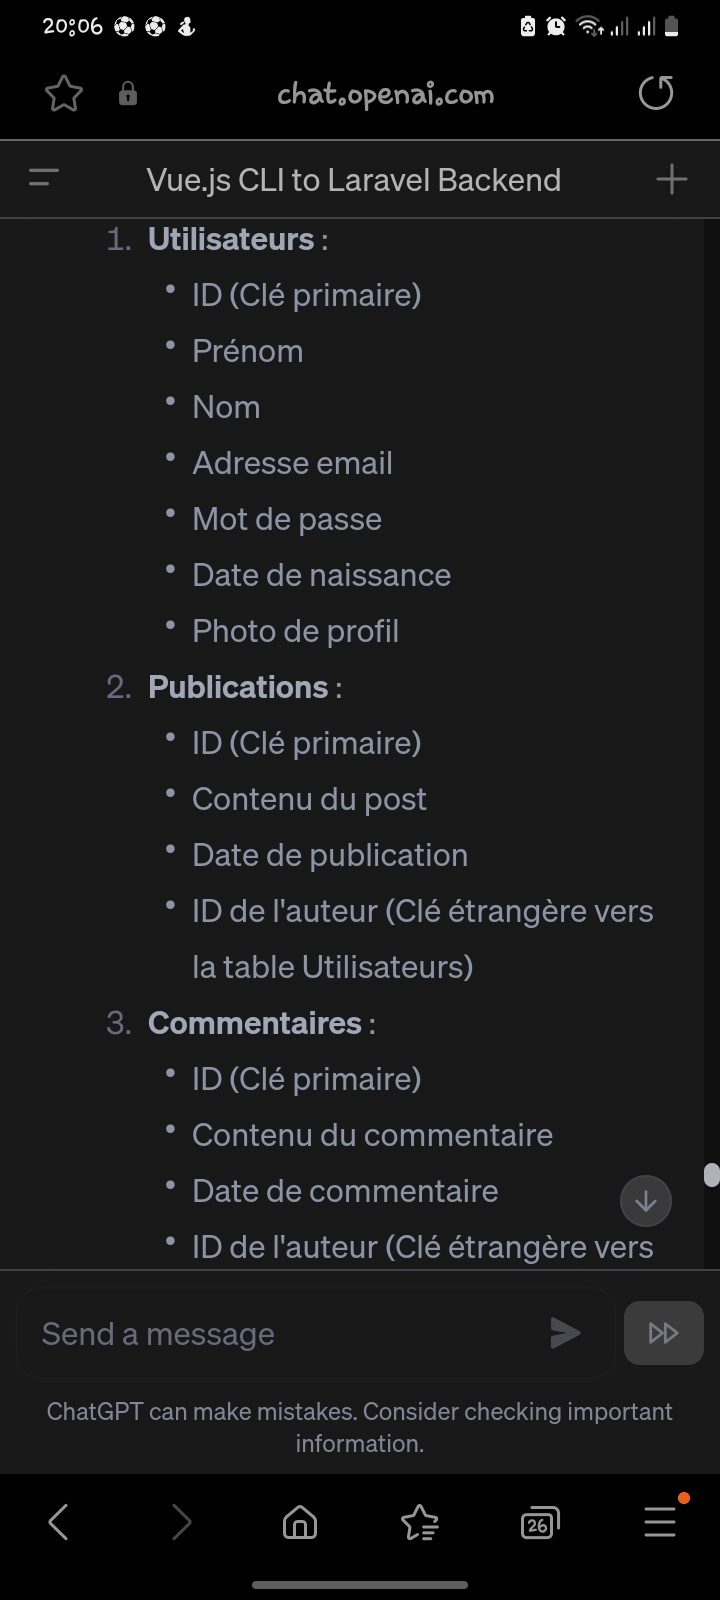 20:06
chat.openai.com
Vue.js CLI to Laravel Backend
1. Utilisateurs :
• ID (Clé primaire)
• Prénom
• Nom
• Adresse email
• Mot de passe
• Date de naissance
• Photo de profil
2. Publications :
• ID (Clé primaire)
• Contenu du post
• Date de publication
• ID de l'auteur (Clé étrangère vers
la table Utilisateurs)
3. Commentaires :
• ID (Clé primaire)
• Contenu du commentaire
• Date de commentaire
• ID de l'auteur (Clé étrangère vers
Send a message
ChatGPT can make mistakes. Consider checking important
information.
26